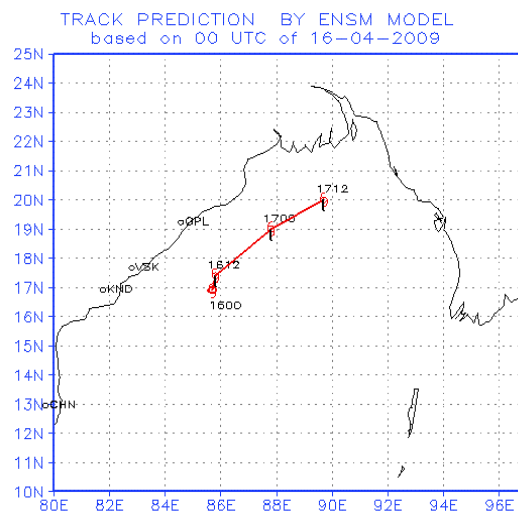 TRACK PREDICTION BY ENSM MODEL
based on 00 UTC of 16-04-2009
25N
24N
23N
22N
21N
20N
1712
19N
GPL
1700
18N
VSK
1612
17N
KND
1600
16N
15N
14N
13N
CHN
12N
11N
10N
80E 82E 84E 86E 88E 90E 92E 94E 96E